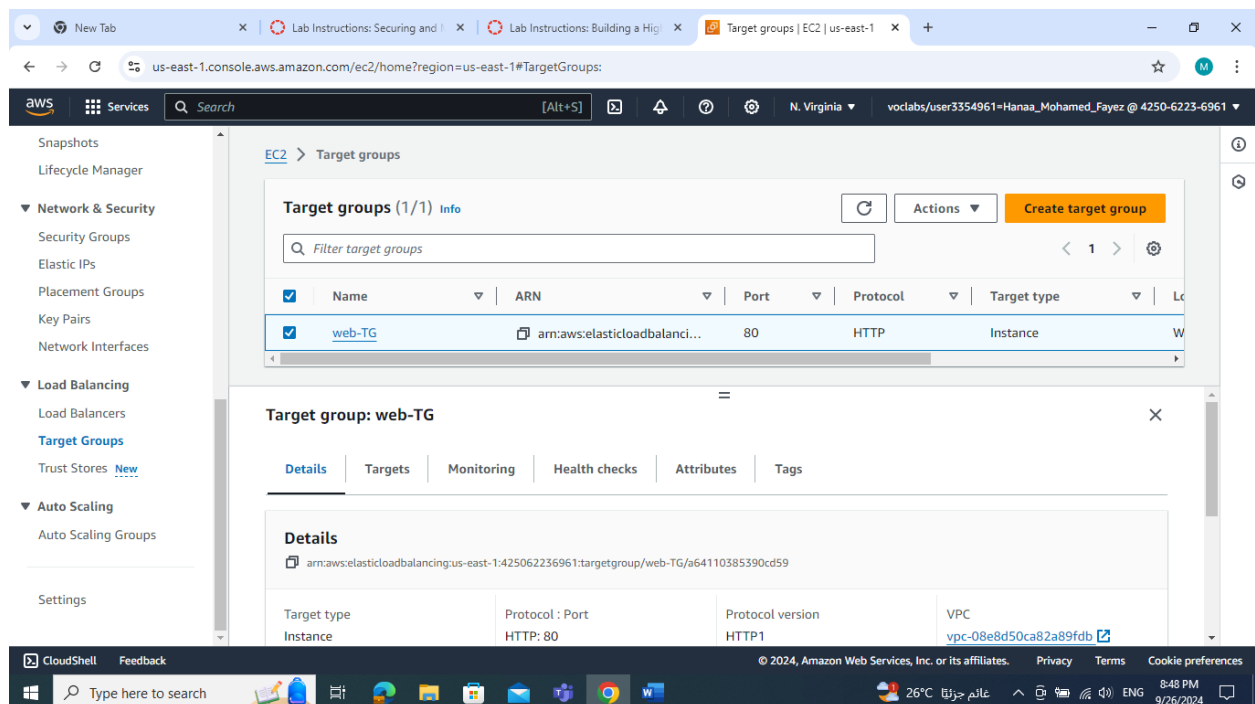 New Tab
Lab Instructions: Securing and I
Lab Instructions: Building a Hig
Target groups | EC2 | us-east-1
us-east-1.console.aws.amazon.com/ec2/home?region=us-east-1#TargetGroups:
M
aws
Services
Search
[Alt+S]
N. Virginia
voclabs/user3354961=Hanaa_Mohamed_Fayez @ 4250-6223-6961
Snapshots
Lifecycle Manager
Network & Security
Security Groups
Elastic IPs
Placement Groups
Key Pairs
Network Interfaces
Load Balancing
Load Balancers
Target Groups
Trust Stores New
Auto Scaling
Auto Scaling Groups
Settings
EC2 > Target groups
Target groups (1/1) Info
Actions
Create target group
Filter target groups
1
Name ARN Port Protocol Target type Lo
web-TG arn:aws:elasticloadbalanci... 80 HTTP Instance W
Target group: web-TG
Details Targets Monitoring Health checks Attributes Tags
Details
arn:aws:elasticloadbalancing:us-east-1:425062236961:targetgroup/web-TG/a64110385390cd59
Target type Protocol : Port Protocol version VPC
Instance HTTP: 80 HTTP1 vpc-08e8d50ca82a89fdb
CloudShell Feedback © 2024, Amazon Web Services, Inc. or its affiliates. Privacy Terms Cookie preferences
Type here to search
26°C غائم جزئيًا
ENG
8:48 PM
9/26/2024